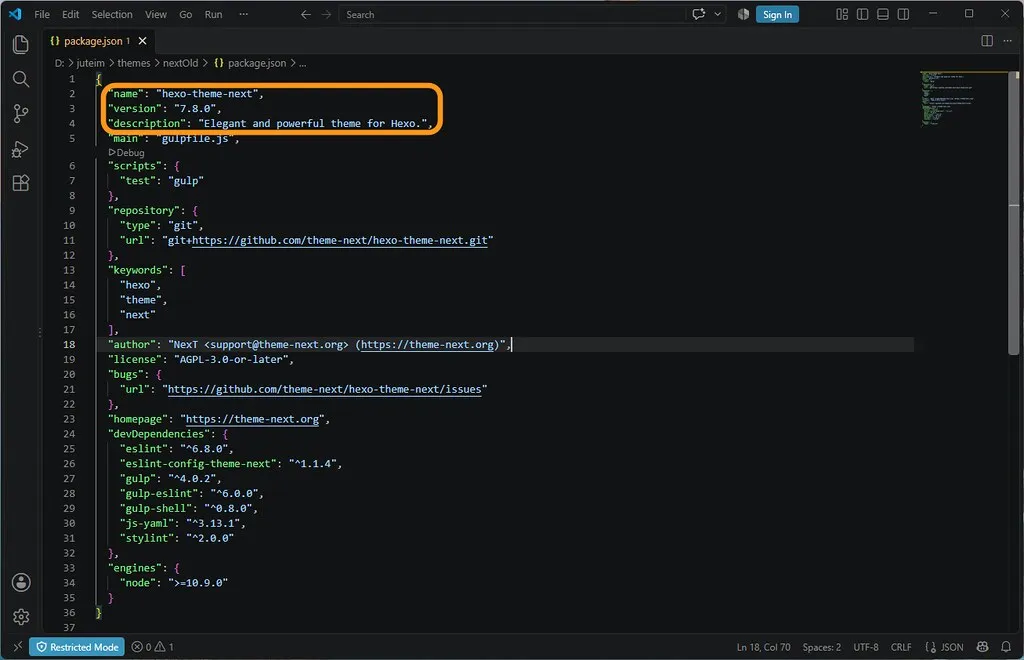 File Edit Selection View Go Run ··· Search Sign In
{} package.json 1
D: > juteim > themes > nextOld > {} package.json > ...
1 {
2 "name": "hexo-theme-next",
3 "version": "7.8.0",
4 "description": "Elegant and powerful theme for Hexo.",
5 "main": "gulpfile.js",
Debug
6 "scripts": {
7 "test": "gulp"
8 },
9 "repository": {
10 "type": "git",
11 "url": "git+https://github.com/theme-next/hexo-theme-next.git"
12 },
13 "keywords": [
14 "hexo",
15 "theme",
16 "next"
17 ],
18 "author": "NexT <support@theme-next.org> (https://theme-next.org)",
19 "license": "AGPL-3.0-or-later",
20 "bugs": {
21 "url": "https://github.com/theme-next/hexo-theme-next/issues"
22 },
23 "homepage": "https://theme-next.org",
24 "devDependencies": {
25 "eslint": "^6.8.0",
26 "eslint-config-theme-next": "^1.1.4",
27 "gulp": "^4.0.2",
28 "gulp-eslint": "^6.0.0",
29 "gulp-shell": "^0.8.0",
30 "js-yaml": "^3.13.1",
31 "stylint": "^2.0.0"
32 },
33 "engines": {
34 "node": ">=10.9.0"
35 }
36 }
37
Restricted Mode 0 1 Ln 18, Col 70 Spaces: 2 UTF-8 CRLF {} JSON